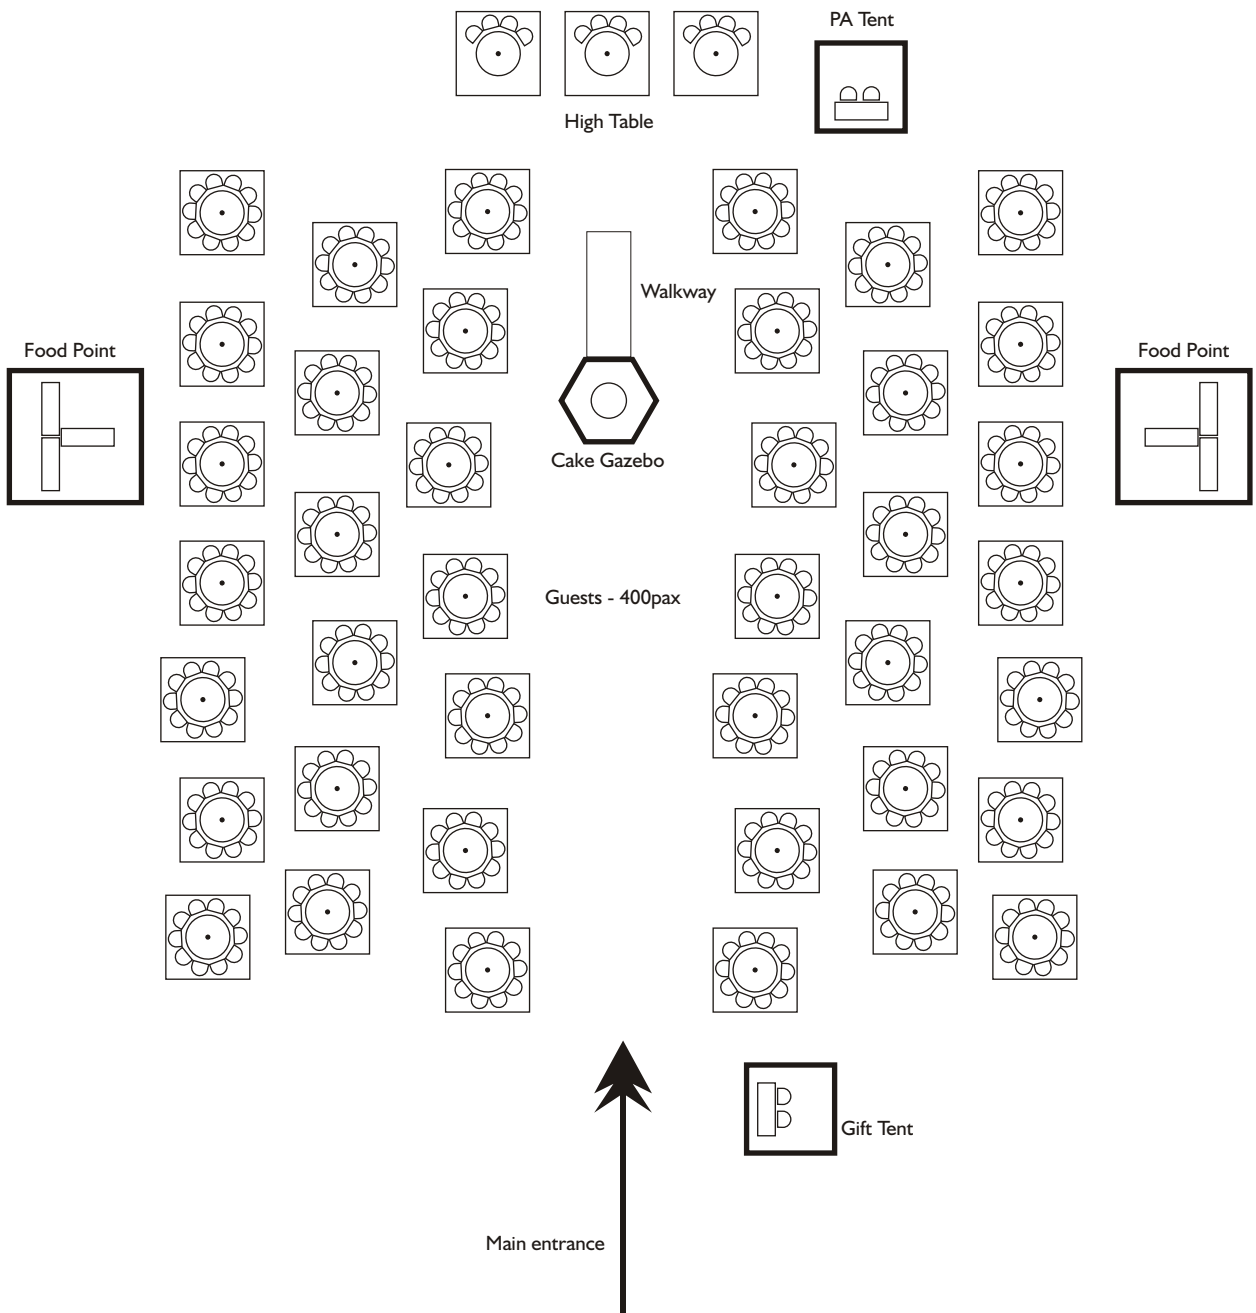 PA Tent
High Table
Walkway
Food Point
Food Point
Cake Gazebo
Guests - 400pax
Gift Tent
Main entrance